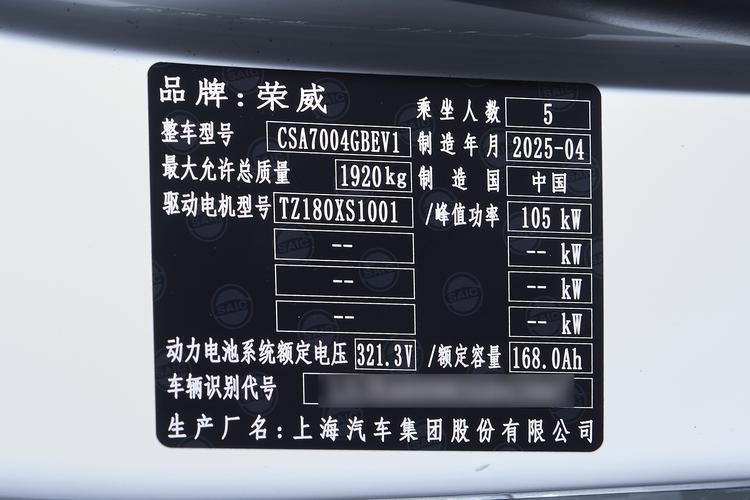 品牌：荣威 乘坐人数 5
整车型号 CSA7004GBEV1 制造年月 2025-04
最大允许总质量 1920kg 制造国 中国
驱动电机型号 TZ180XS1001 /峰值功率 105 kW
-- -- kW
-- -- kW
-- -- kW
动力电池系统额定电压 321.3V /额定容量 168.0Ah
车辆识别代号
生产厂名：上海汽车集团股份有限公司
SAIC